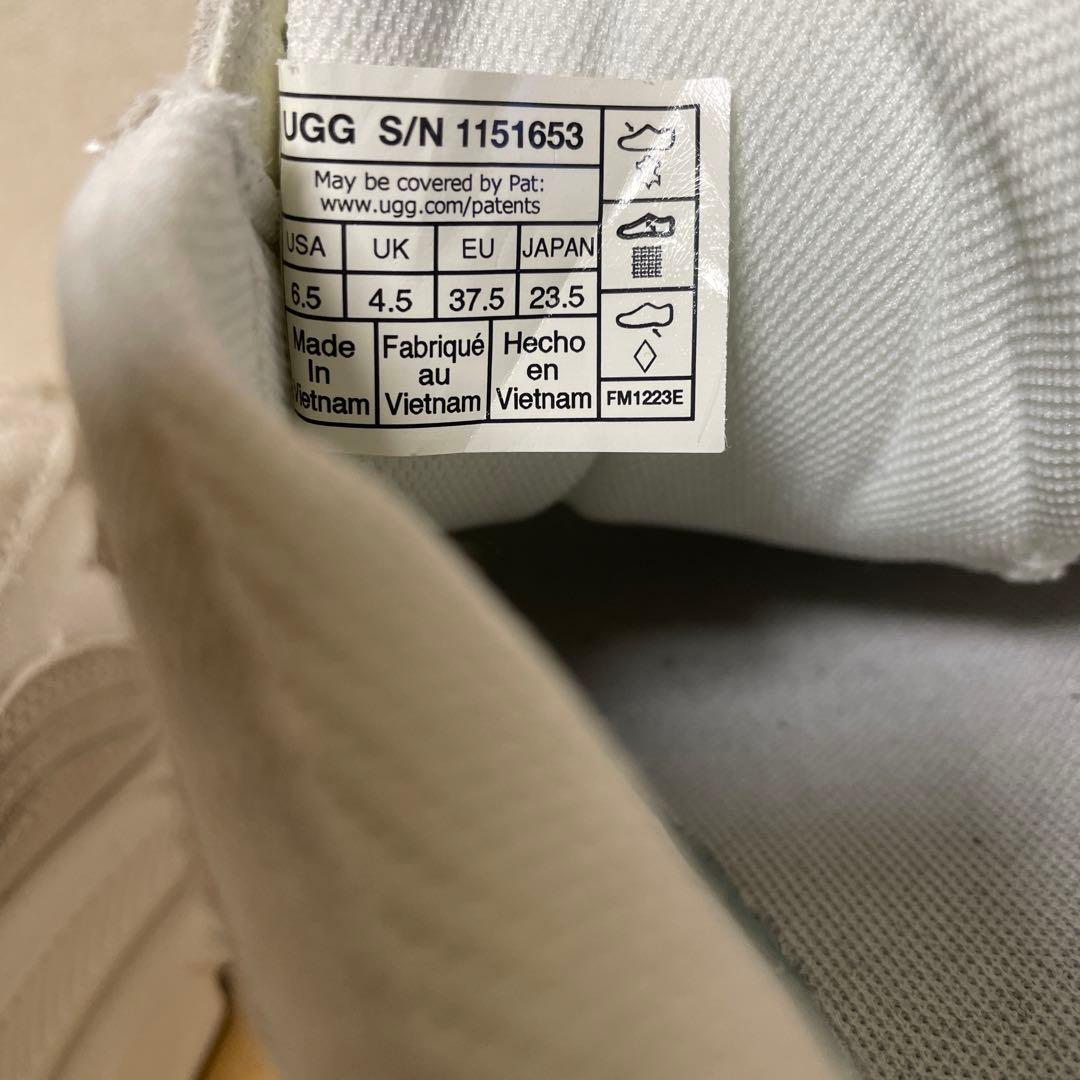 UGG S/N 1151653
May be covered by Pat:
www.ugg.com/patents
USA UK EU JAPAN
6.5 4.5 37.5 23.5
Made In Vietnam
Fabriqué au Vietnam
Hecho en Vietnam
FM1223E